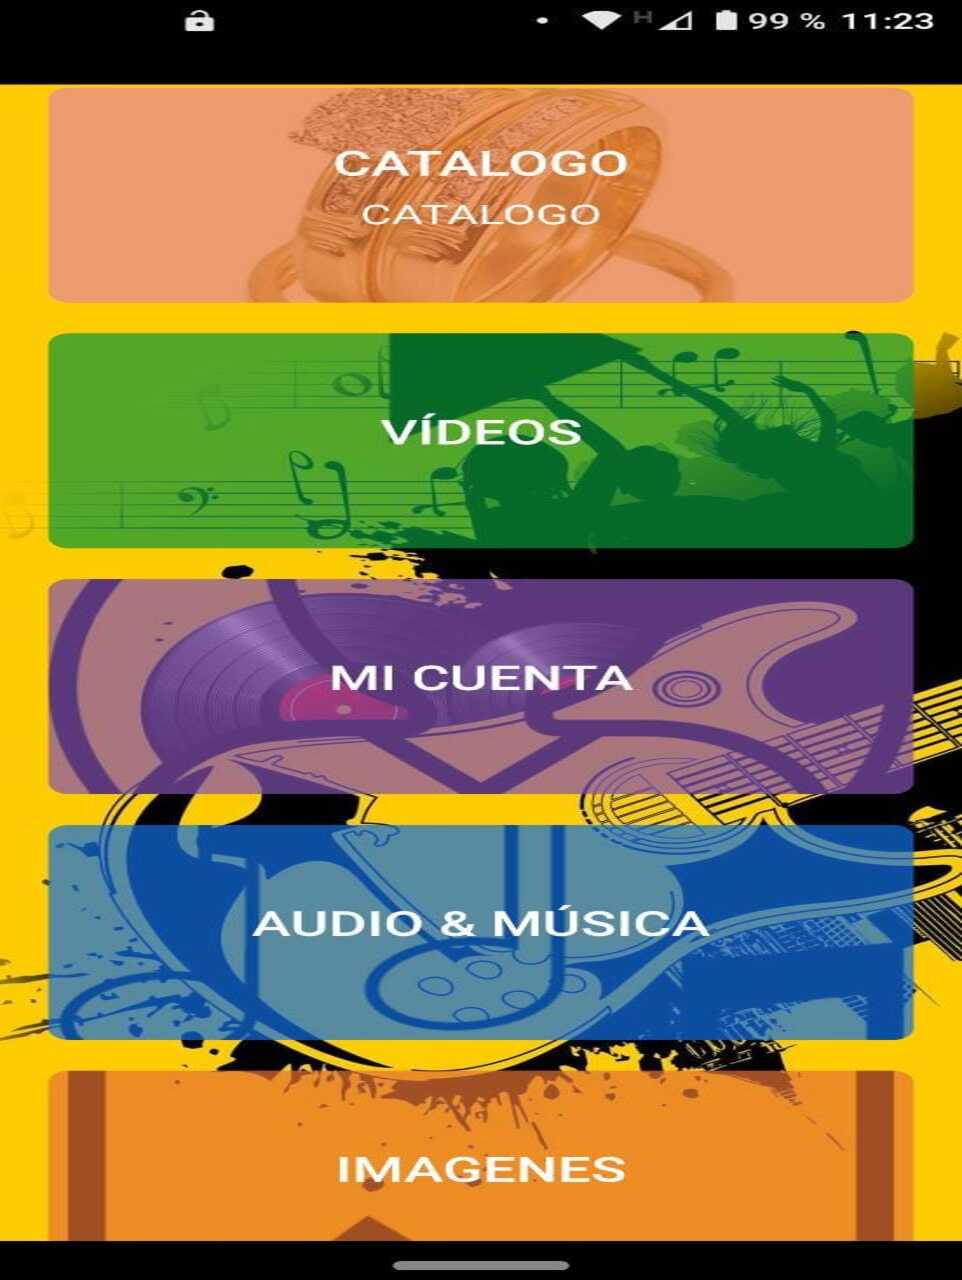 H 99 % 11:23
CATALOGO
CATALOGO
VÍDEOS
MI CUENTA
AUDIO & MÚSICA
IMAGENES